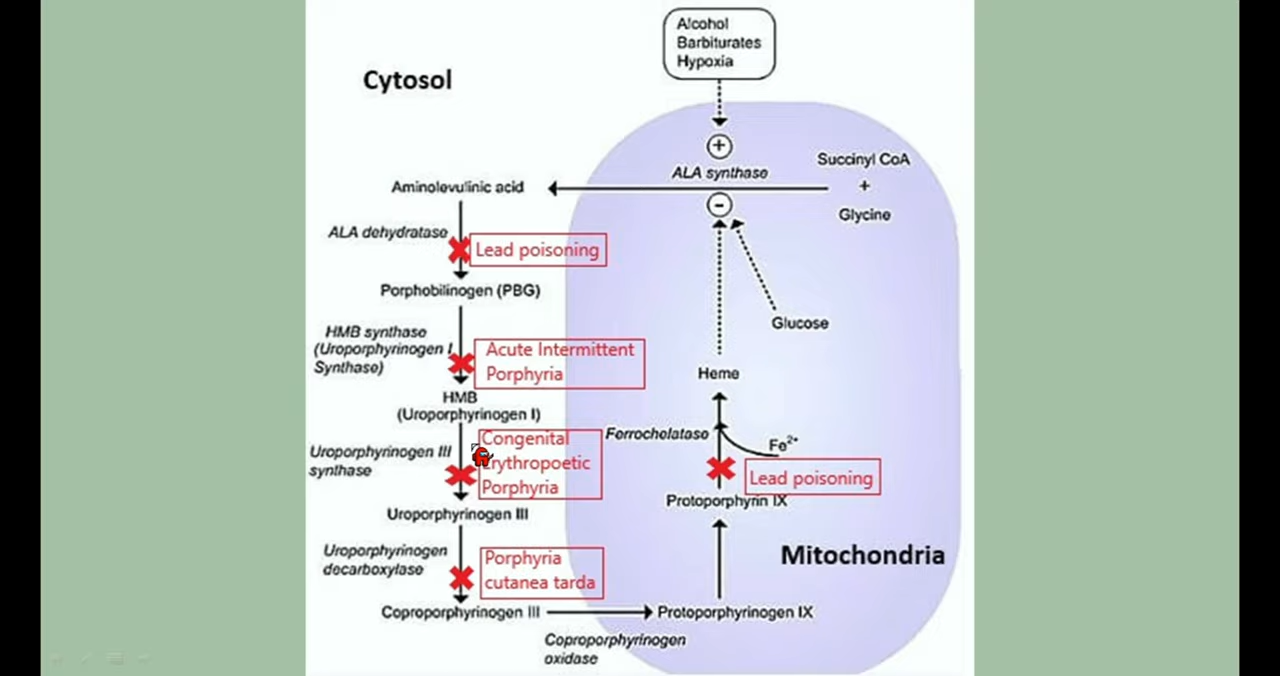 Alcohol
Barbiturates
Hypoxia
Cytosol
+
Succinyl CoA
ALA synthase
+
Aminolevulinic acid
-
Glycine
ALA dehydratase
Lead poisoning
Porphobilinogen (PBG)
Glucose
HMB synthase
(Uroporphyrinogen I
Synthase)
Acute Intermittent
Porphyria
Heme
HMB
(Uroporphyrinogen I)
Ferrochelatase
Fe2+
Uroporphyrinogen III
synthase
Congenital
Erythropoetic
Porphyria
Lead poisoning
Protoporphyrin IX
Uroporphyrinogen III
Uroporphyrinogen
decarboxylase
Porphyria
cutanea tarda
Mitochondria
Coproporphyrinogen III
Protoporphyrinogen IX
Coproporphyrinogen
oxidase